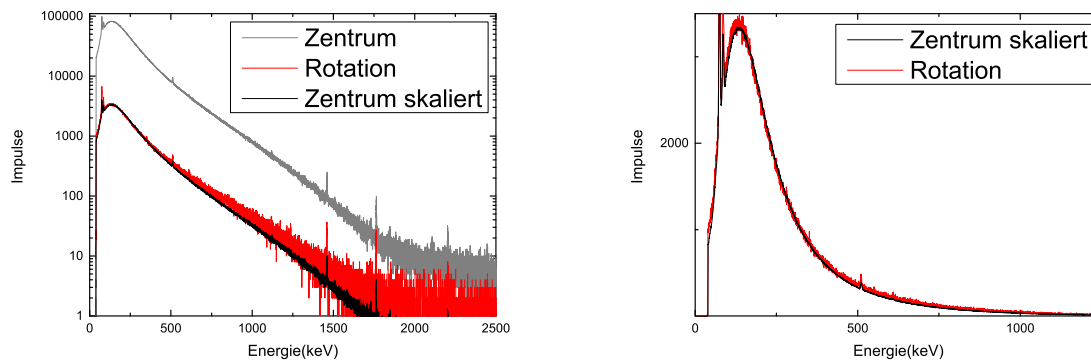 100000
10000
1000
100
10
1
Impulse
0
500
1000
1500
2000
2500
Energie(keV)
Zentrum
Rotation
Zentrum skaliert
2000
Impulse
0
500
1000
Energie(keV)
Zentrum skaliert
Rotation